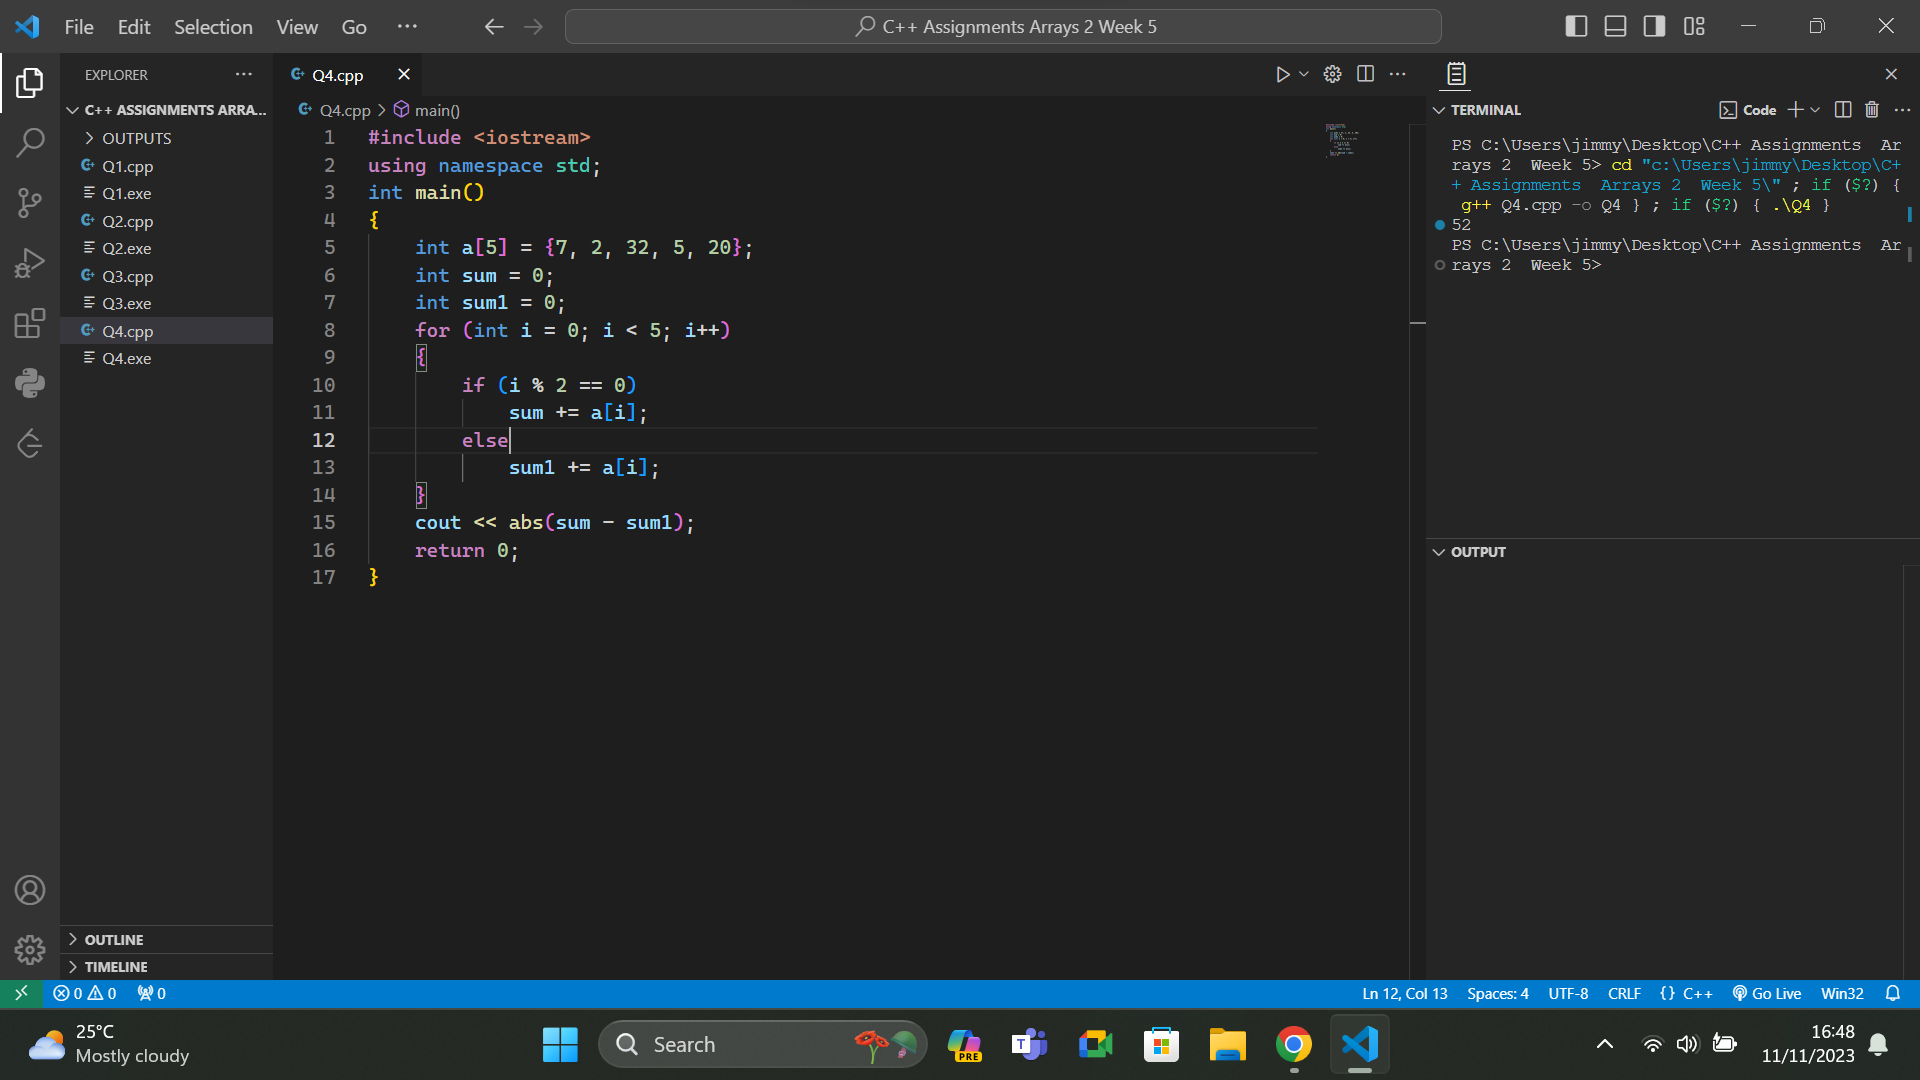 File Edit Selection View Go ···
C++ Assignments Arrays 2 Week 5
EXPLORER
C++ ASSIGNMENTS ARRA...
OUTPUTS
Q1.cpp
Q1.exe
Q2.cpp
Q2.exe
Q3.cpp
Q3.exe
Q4.cpp
Q4.exe
OUTLINE
TIMELINE
Q4.cpp
Q4.cpp > main()
1 #include <iostream>
2 using namespace std;
3 int main()
4 {
5 int a[5] = {7, 2, 32, 5, 20};
6 int sum = 0;
7 int sum1 = 0;
8 for (int i = 0; i < 5; i++)
9 {
10 if (i % 2 == 0)
11 sum += a[i];
12 else
13 sum1 += a[i];
14 }
15 cout << abs(sum - sum1);
16 return 0;
17 }
TERMINAL
Code
PS C:\Users\jimmy\Desktop\C++ Assignments  Ar
rays 2  Week 5> cd "c:\Users\jimmy\Desktop\C+
+ Assignments  Arrays 2  Week 5\" ; if ($?) {
g++ Q4.cpp -o Q4 } ; if ($?) { .\Q4 }
52
PS C:\Users\jimmy\Desktop\C++ Assignments  Ar
rays 2  Week 5>
OUTPUT
0 0 0
Ln 12, Col 13 Spaces: 4 UTF-8 CRLF {} C++ Go Live Win32
25°C
Mostly cloudy
Search
PRE
T
16:48
11/11/2023